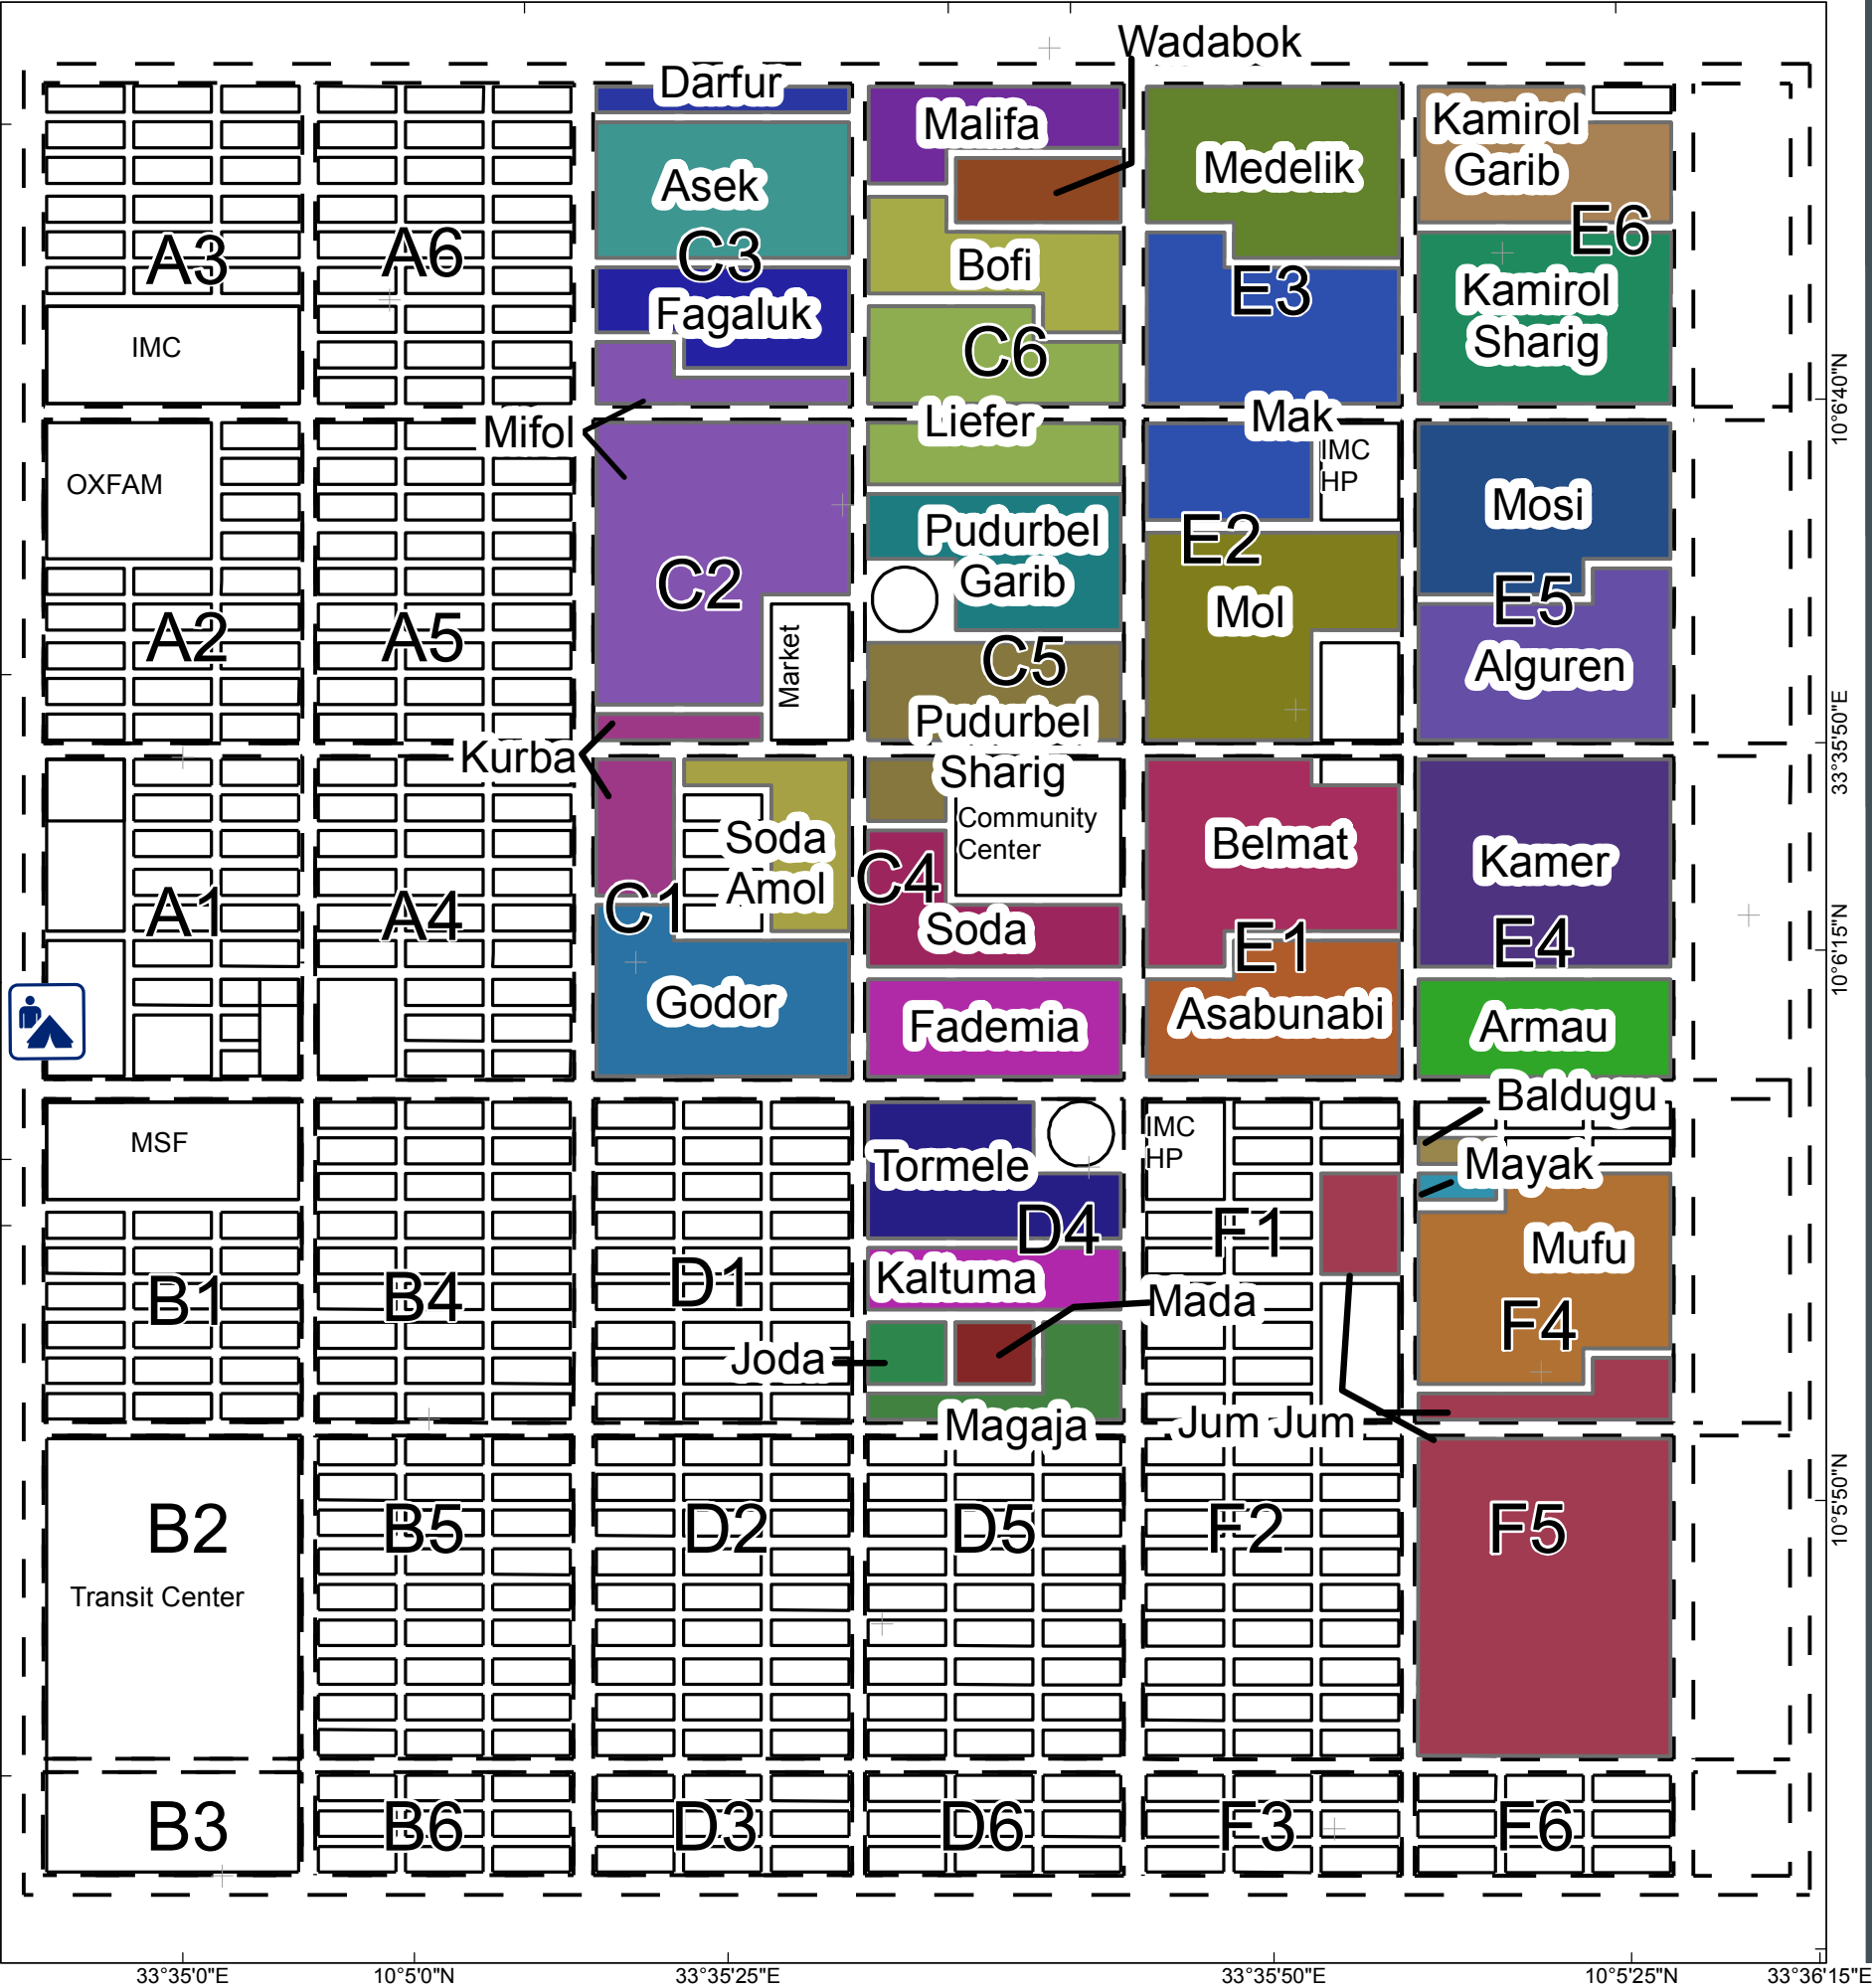 Wadabok
Darfur
Malifa
Medelik
Kamirol
Garib
Asek
A3
A6
C3
Bofi
E3
E6
Fagaluk
Kamirol
Sharig
IMC
C6
Mifol
Liefer
Mak
IMC
HP
10°6'40"N
OXFAM
Pudurbel
Garib
E2
Mosi
C2
Mol
E5
A2
A5
Market
C5
Alguren
Pudurbel
Sharig
33°35'50"E
Kurba
Soda
Amol
Community
Center
Belmat
Kamer
A1
A4
C1
C4
Soda
E1
E4
10°6'15"N
Godor
Fademia
Asabunabi
Armau
Baldugu
MSF
IMC
HP
Tormele
Mayak
D4
F1
Mufu
B1
B4
D1
Kaltuma
Mada
F4
Joda
Magaja
Jum Jum
B2
B5
D2
D5
F2
F5
10°5'50"N
Transit Center
B3
B6
D3
D6
F3
F6
33°35'0"E
10°5'0"N
33°35'25"E
33°35'50"E
10°5'25"N
33°36'15"E